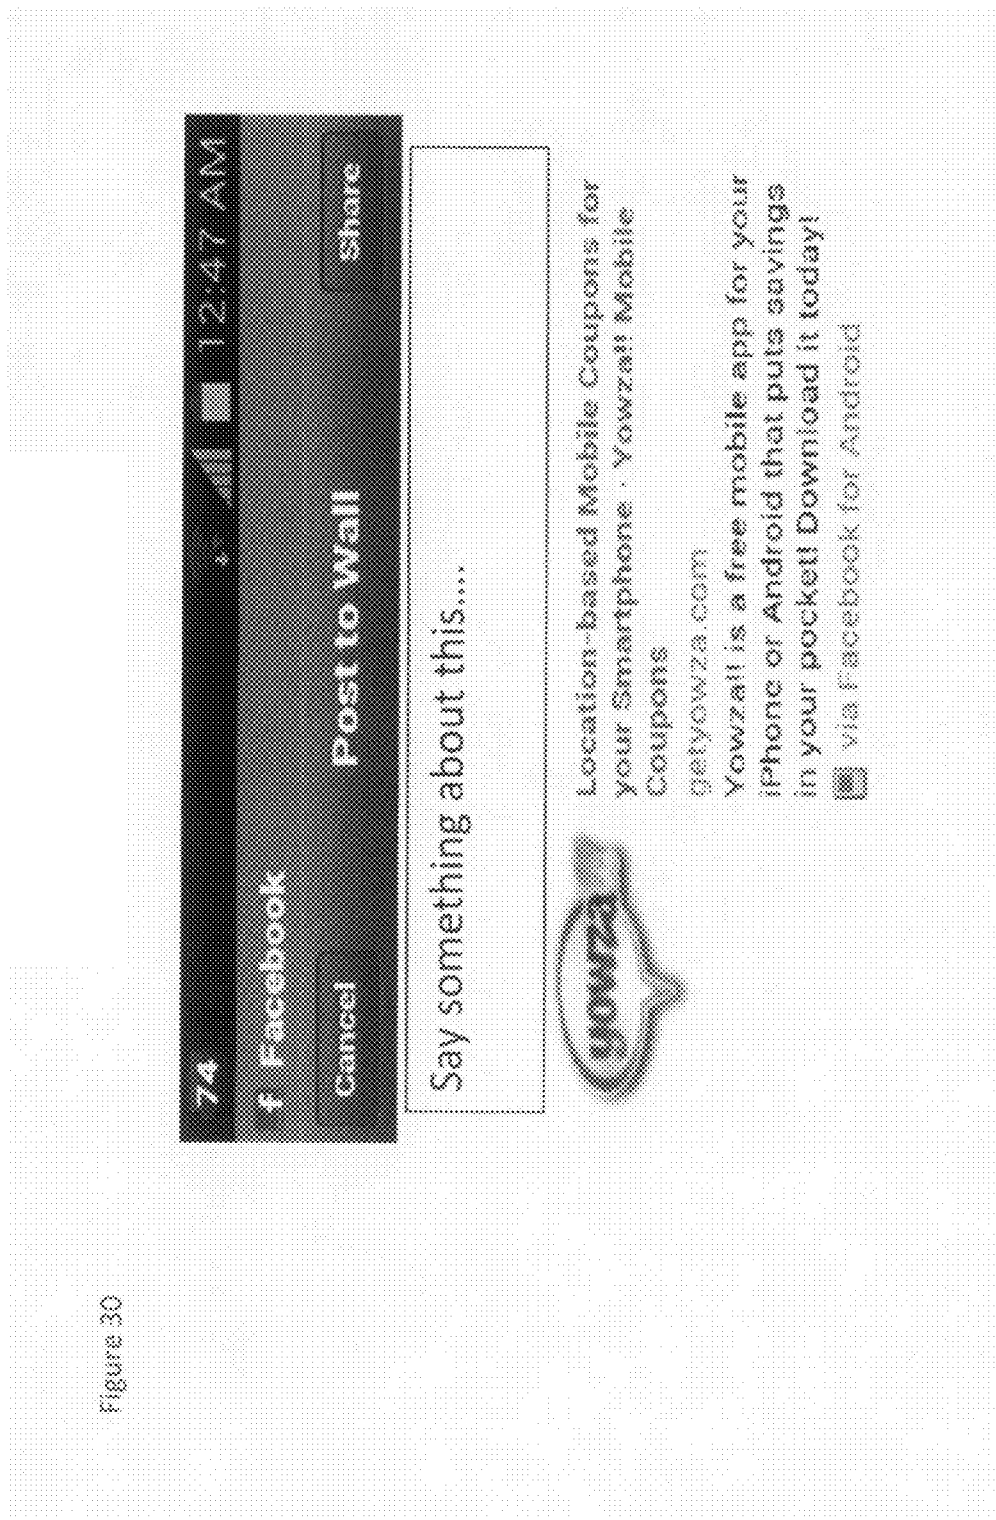 Figure 30
74 12:47 AM
f Facebook
Cancel Post to Wall Share
Say something about this....
yowza
Location-based Mobile Coupons for
your Smartphone · Yowza!! Mobile
Coupons
getyowza.com
Yowza!! is a free mobile app for your
iPhone or Android that puts savings
in your pocket! Download it today!
via Facebook for Android